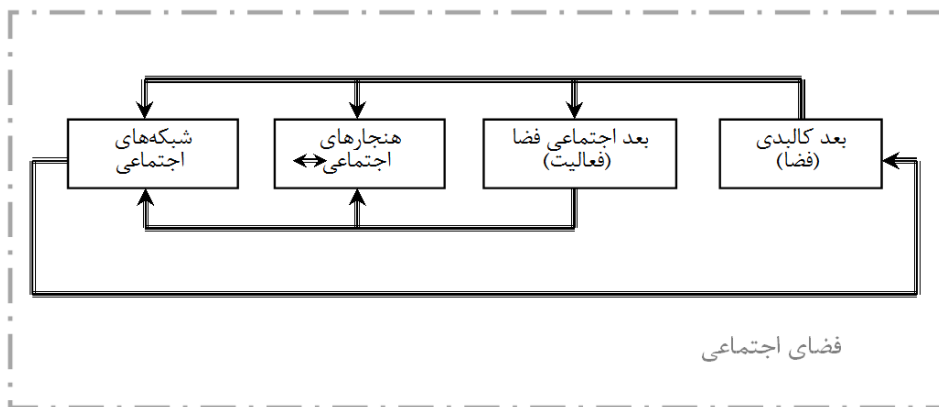 بعد کالبدی
(فضا)
بعد اجتماعی فضا
(فعالیت)
هنجارهای
اجتماعی
شبکه‌های
اجتماعی
فضای اجتماعی